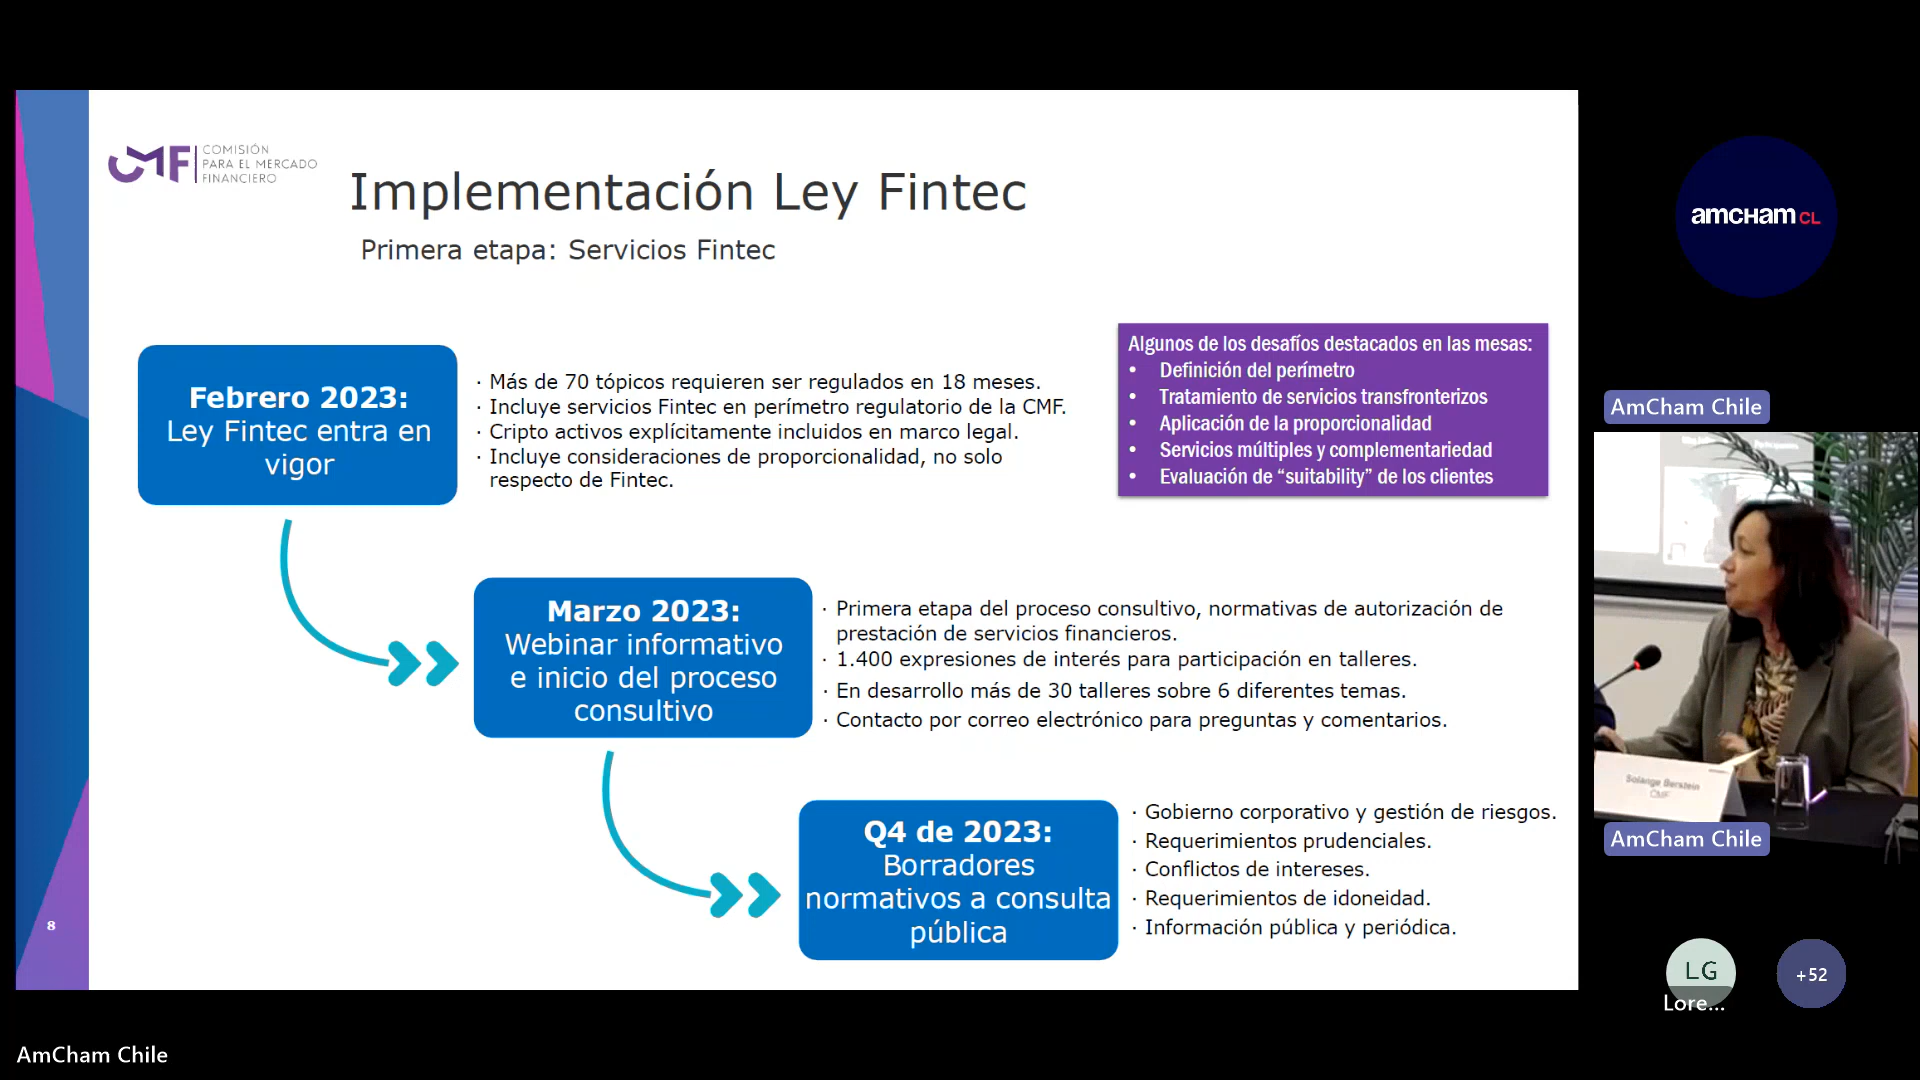 CMF
COMISIÓN
PARA EL MERCADO
FINANCIERO
Implementación Ley Fintec
Primera etapa: Servicios Fintec
Febrero 2023:
Ley Fintec entra en
vigor
· Más de 70 tópicos requieren ser regulados en 18 meses.
· Incluye servicios Fintec en perímetro regulatorio de la CMF.
· Cripto activos explícitamente incluidos en marco legal.
· Incluye consideraciones de proporcionalidad, no solo
respecto de Fintec.
Algunos de los desafíos destacados en las mesas:
• Definición del perímetro
• Tratamiento de servicios transfronterizos
• Aplicación de la proporcionalidad
• Servicios múltiples y complementariedad
• Evaluación de “suitability” de los clientes
Marzo 2023:
Webinar informativo
e inicio del proceso
consultivo
· Primera etapa del proceso consultivo, normativas de autorización de
prestación de servicios financieros.
· 1.400 expresiones de interés para participación en talleres.
· En desarrollo más de 30 talleres sobre 6 diferentes temas.
· Contacto por correo electrónico para preguntas y comentarios.
Q4 de 2023:
Borradores
normativos a consulta
pública
· Gobierno corporativo y gestión de riesgos.
· Requerimientos prudenciales.
· Conflictos de intereses.
· Requerimientos de idoneidad.
· Información pública y periódica.
8
amcham CL
AmCham Chile
Solange Berstein
CMF
AmCham Chile
LG
Lore...
+52
AmCham Chile